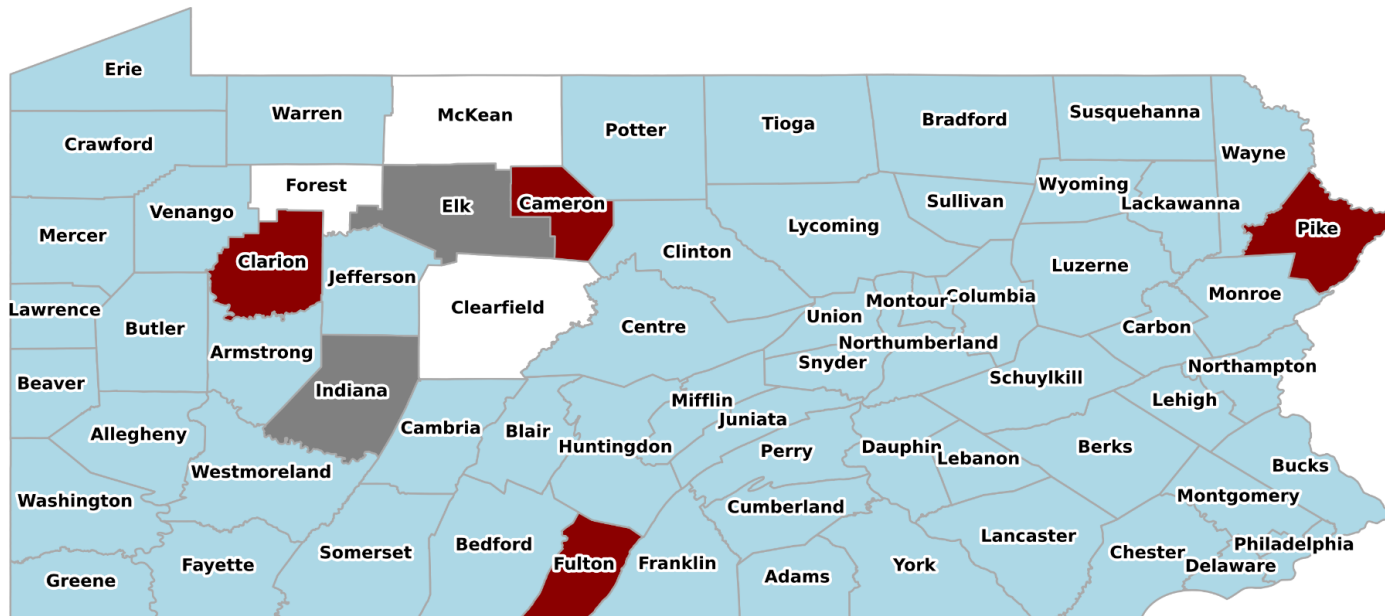 Erie
Warren
McKean
Potter
Tioga
Bradford
Susquehanna
Crawford
Wayne
Forest
Venango
Elk
Cameron
Sullivan
Wyoming
Lackawanna
Mercer
Lycoming
Pike
Clarion
Jefferson
Clinton
Luzerne
Lawrence
Butler
Clearfield
Centre
Union
Montour
Columbia
Monroe
Carbon
Armstrong
Northumberland
Snyder
Northampton
Beaver
Indiana
Schuylkill
Mifflin
Lehigh
Allegheny
Cambria
Blair
Huntingdon
Juniata
Perry
Dauphin
Lebanon
Berks
Bucks
Westmoreland
Washington
Cumberland
Montgomery
Somerset
Bedford
Lancaster
Philadelphia
Greene
Fayette
Fulton
Franklin
Adams
York
Chester
Delaware